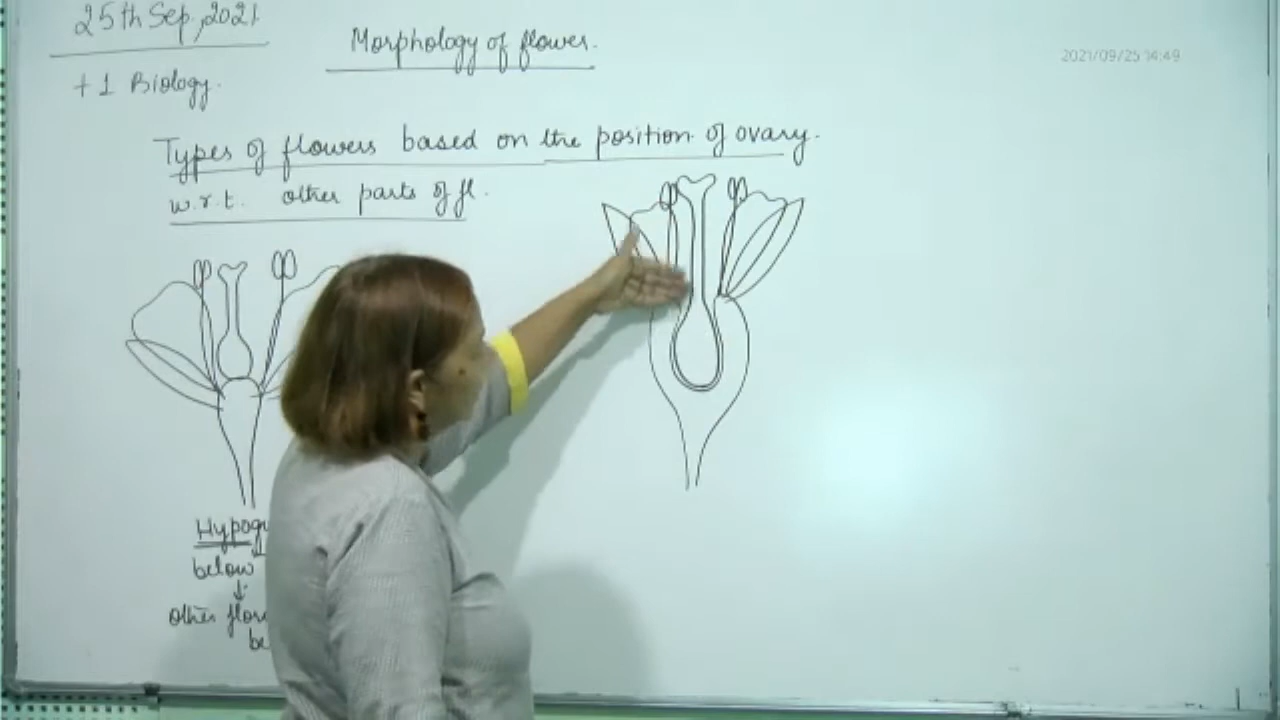 25th Sep, 2021
Morphology of flower.
2021/09/25 14:49
+1 Biology.
Types of flowers based on the position of ovary.
w.r.t. other parts of fl.
below
other